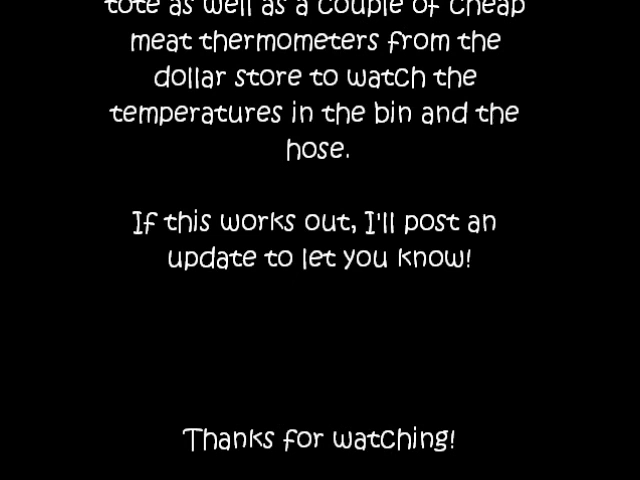 tote as well as a couple of cheap
meat thermometers from the
dollar store to watch the
temperatures in the bin and the
hose.
If this works out, I'll post an
update to let you know!
Thanks for watching!